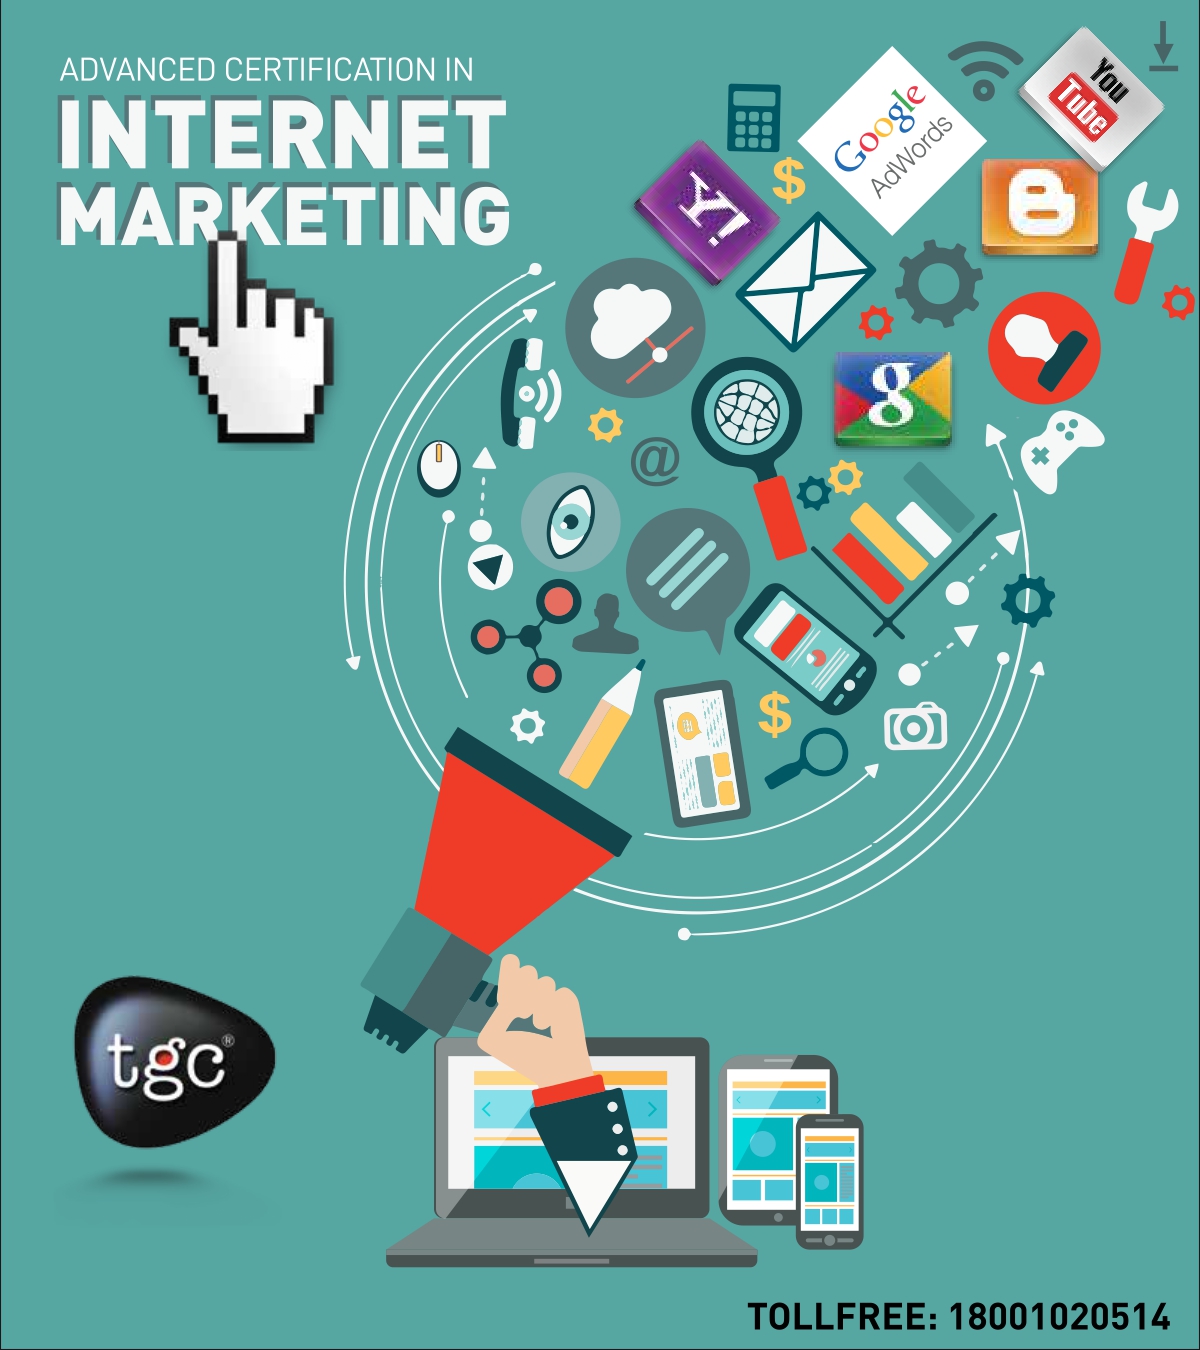 ADVANCED CERTIFICATION IN
INTERNET
MARKETING
You
Tube
Google
AdWords
$
Y!
B
g
@
$
tgc®
TOLLFREE: 18001020514